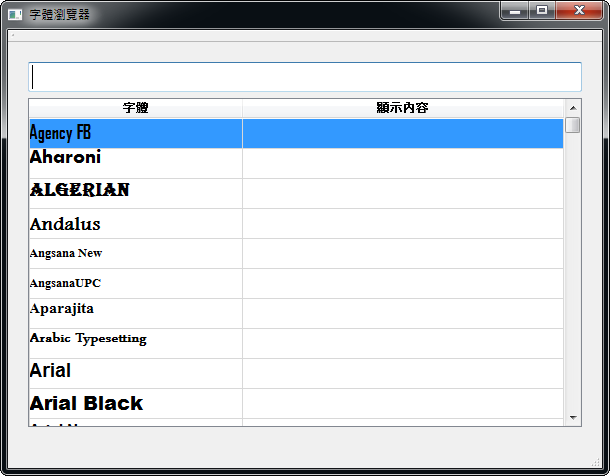 字體瀏覽器
字體 顯示內容
Agency FB
Aharoni
ALGERIAN
Andalus
Angsana New
AngsanaUPC
Aparajita
Arabic Typesetting
Arial
Arial Black